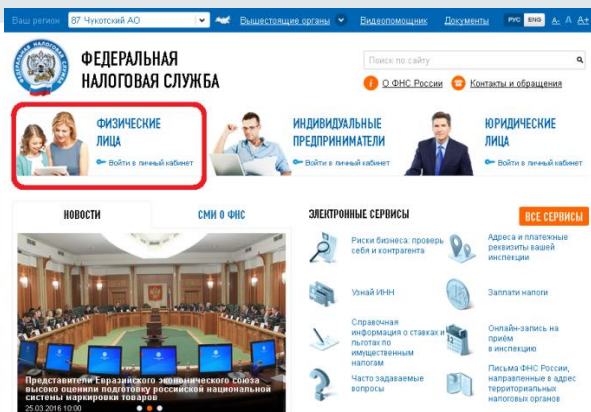 Ваш регион 87 Чукотский АО Вышестоящие органы Видеопомощник Документы РУС ENG A- A A+
ФЕДЕРАЛЬНАЯ
НАЛОГОВАЯ СЛУЖБА
Поиск по сайту
О ФНС России Контакты и обращения
ФИЗИЧЕСКИЕ
ЛИЦА
Войти в личный кабинет
ИНДИВИДУАЛЬНЫЕ
ПРЕДПРИНИМАТЕЛИ
Войти в личный кабинет
ЮРИДИЧЕСКИЕ
ЛИЦА
Войти в личный кабинет
НОВОСТИ СМИ О ФНС
Представители Евразийского экономического союза
высоко оценили подготовку российской национальной
системы маркировки товаров
25.03.2016 10:00
ЭЛЕКТРОННЫЕ СЕРВИСЫ ВСЕ СЕРВИСЫ
Риски бизнеса: проверь
себя и контрагента
Адреса и платежные
реквизиты вашей
инспекции
Узнай ИНН
Заплати налоги
Справочная
информация о ставках и
льготах по
имущественным
налогам
Онлайн-запись на
приём
в инспекцию
Часто задаваемые
вопросы
Письма ФНС России,
направленные в адрес
территориальных
налоговых органов